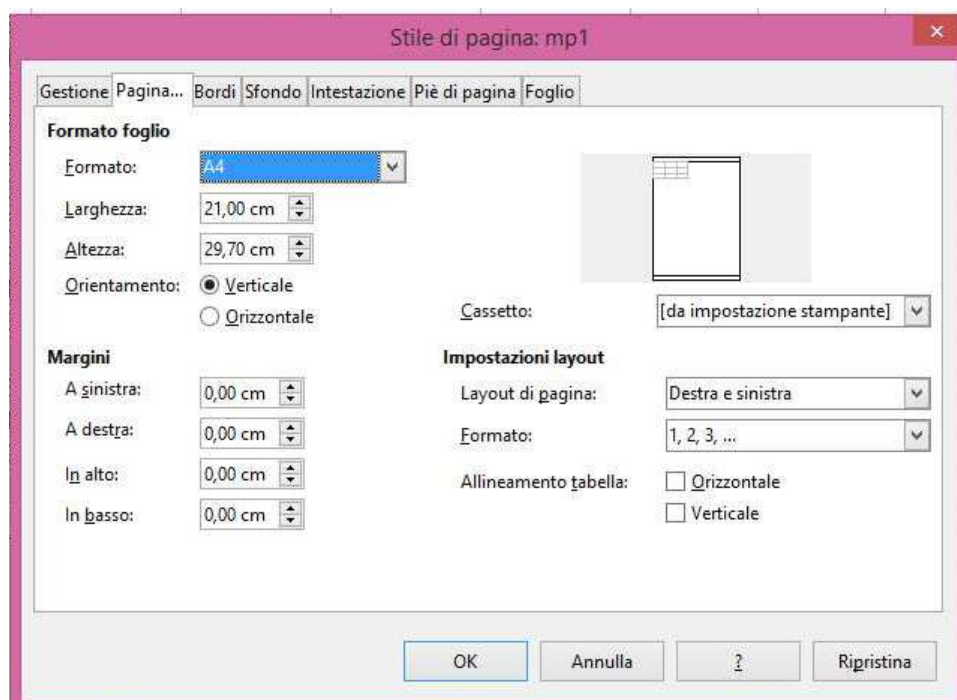 Stile di pagina: mp1
Gestione Pagina... Bordi Sfondo Intestazione Piè di pagina Foglio
Formato foglio
Formato: A4
Larghezza: 21,00 cm
Altezza: 29,70 cm
Orientamento: Verticale
Orizzontale
Cassetto: [da impostazione stampante]
Margini
A sinistra: 0,00 cm
A destra: 0,00 cm
In alto: 0,00 cm
In basso: 0,00 cm
Impostazioni layout
Layout di pagina: Destra e sinistra
Formato: 1, 2, 3, ...
Allineamento tabella: Orizzontale
Verticale
OK Annulla ? Ripristina